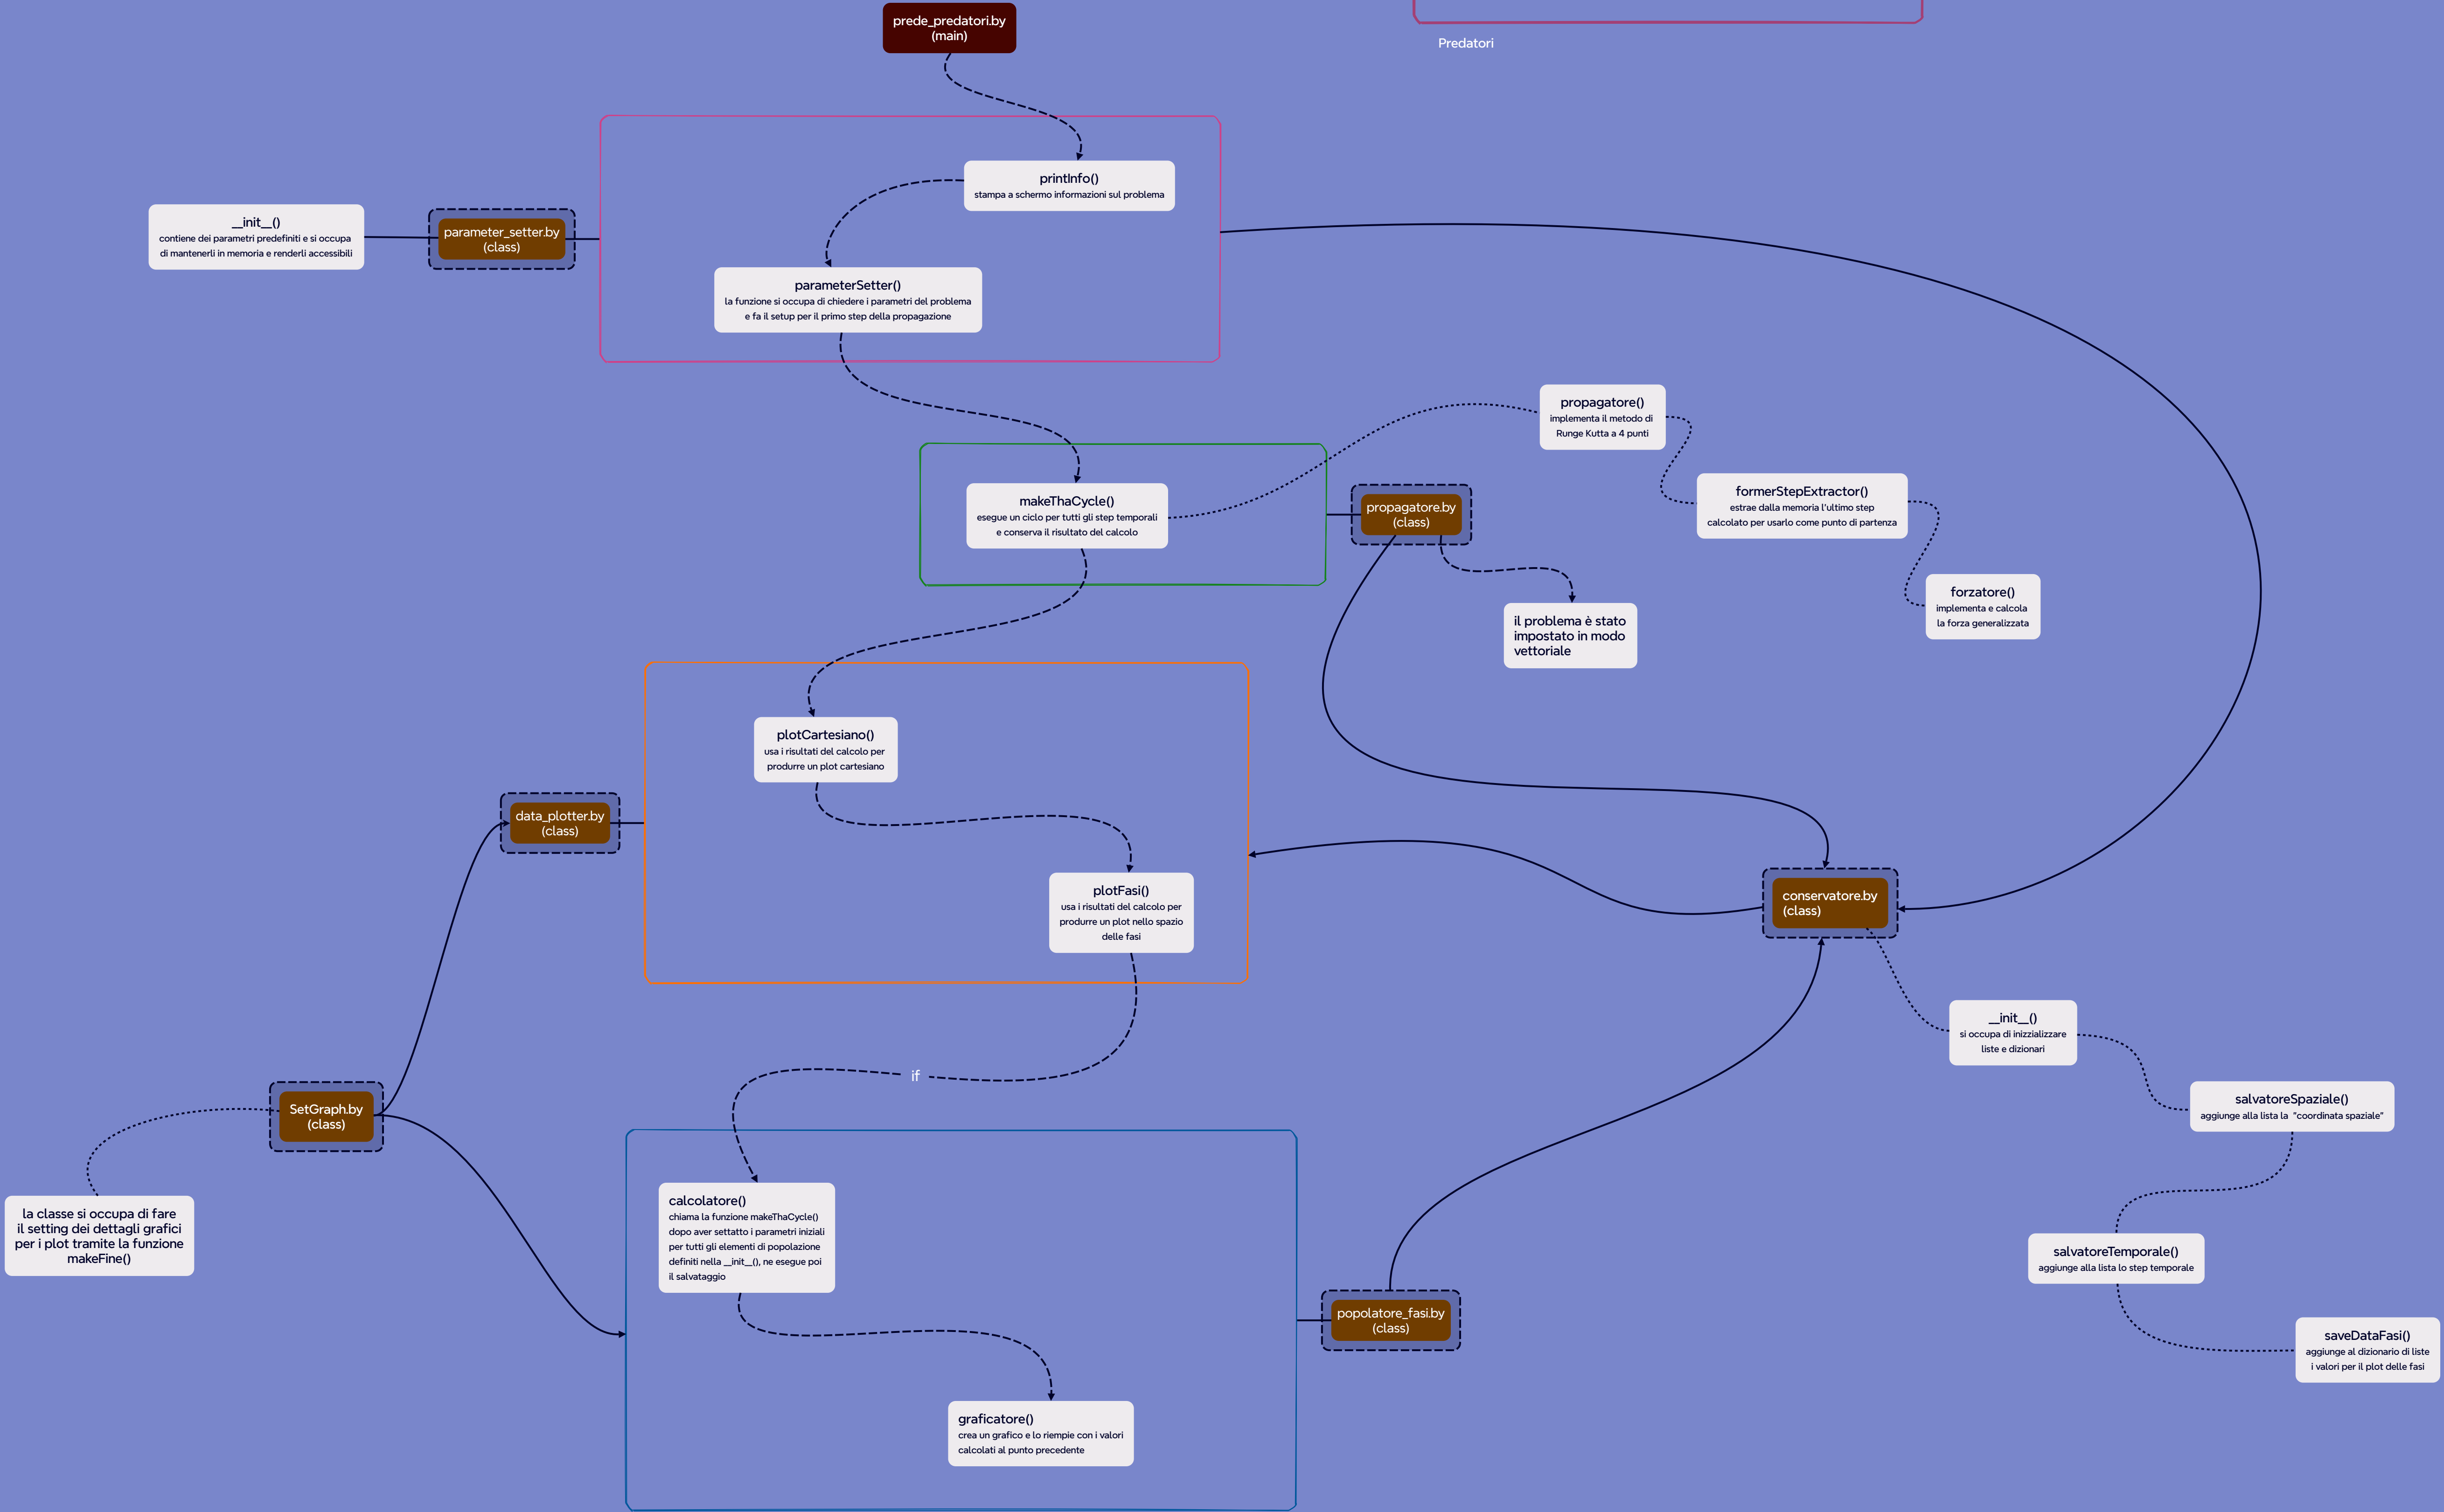 prede_predatori.by
(main)
Predatori
printInfo()
stampa a schermo informazioni sul problema
__init__()
contiene dei parametri predefiniti e si occupa
di mantenerli in memoria e renderli accessibili
parameter_setter.by
(class)
parameterSetter()
la funzione si occupa di chiedere i parametri del problema
e fa il setup per il primo step della propagazione
propagatore()
implementa il metodo di
Runge Kutta a 4 punti
makeThaCycle()
esegue un ciclo per tutti gli step temporali
e conserva il risultato del calcolo
propagatore.by
(class)
formerStepExtractor()
estrae dalla memoria l'ultimo step
calcolato per usarlo come punto di partenza
forzatore()
implementa e calcola
la forza generalizzata
il problema è stato
impostato in modo
vettoriale
plotCartesiano()
usa i risultati del calcolo per
produrre un plot cartesiano
data_plotter.by
(class)
plotFasi()
usa i risultati del calcolo per
produrre un plot nello spazio
delle fasi
conservatore.by
(class)
__init__()
si occupa di inizzializzare
liste e dizionari
if
SetGraph.by
(class)
salvatoreSpaziale()
aggiunge alla lista la "coordinata spaziale"
la classe si occupa di fare
il setting dei dettagli grafici
per i plot tramite la funzione
makeFine()
calcolatore()
chiama la funzione makeThaCycle()
dopo aver settatto i parametri iniziali
per tutti gli elementi di popolazione
definiti nella __init__(), ne esegue poi
il salvataggio
salvatoreTemporale()
aggiunge alla lista lo step temporale
popolatore_fasi.by
(class)
saveDataFasi()
aggiunge al dizionario di liste
i valori per il plot delle fasi
graficatore()
crea un grafico e lo riempie con i valori
calcolati al punto precedente